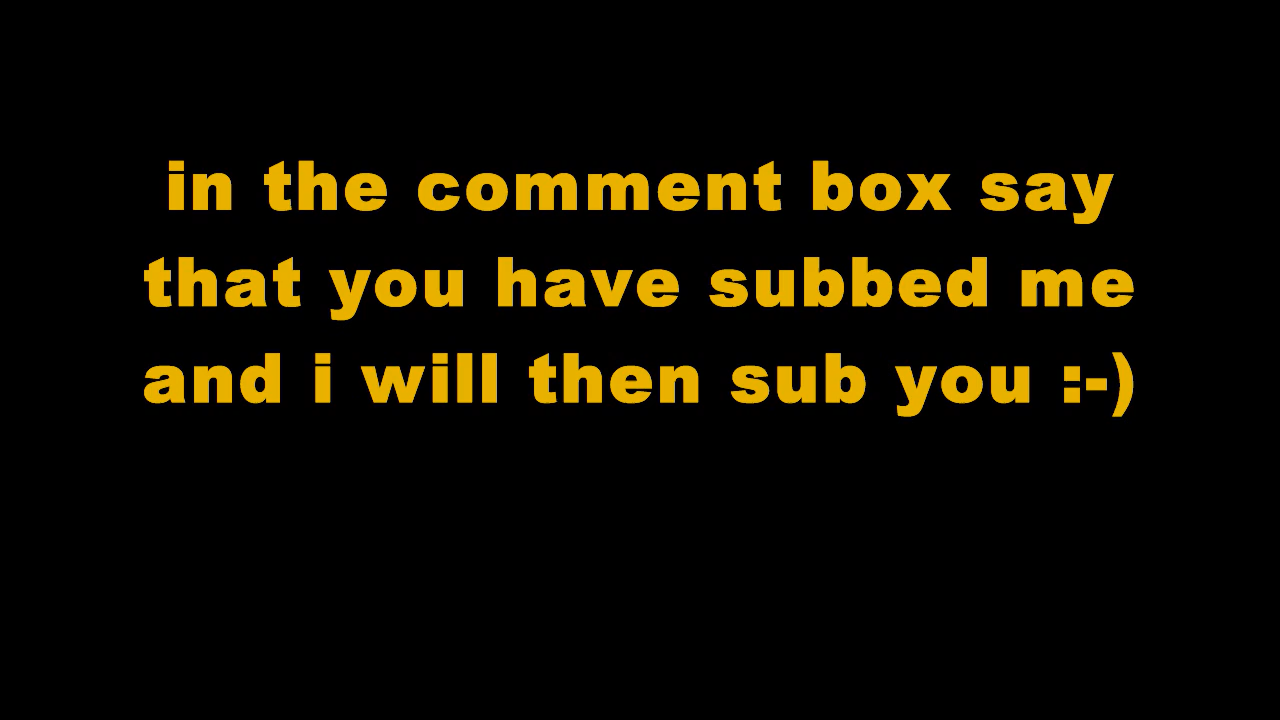 in the comment box say
that you have subbed me
and i will then sub you :-)